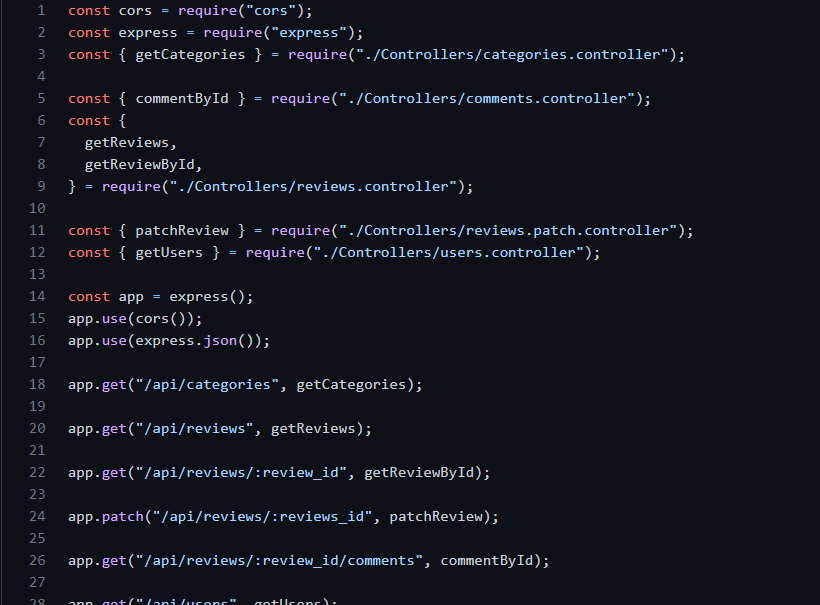 1 const cors = require("cors");
2 const express = require("express");
3 const { getCategories } = require("./Controllers/categories.controller");
4
5 const { commentById } = require("./Controllers/comments.controller");
6 const {
7   getReviews,
8   getReviewById,
9 } = require("./Controllers/reviews.controller");
10
11 const { patchReview } = require("./Controllers/reviews.patch.controller");
12 const { getUsers } = require("./Controllers/users.controller");
13
14 const app = express();
15 app.use(cors());
16 app.use(express.json());
17
18 app.get("/api/categories", getCategories);
19
20 app.get("/api/reviews", getReviews);
21
22 app.get("/api/reviews/:review_id", getReviewById);
23
24 app.patch("/api/reviews/:reviews_id", patchReview);
25
26 app.get("/api/reviews/:review_id/comments", commentById);
27
28 app.get("/api/users", getUsers);